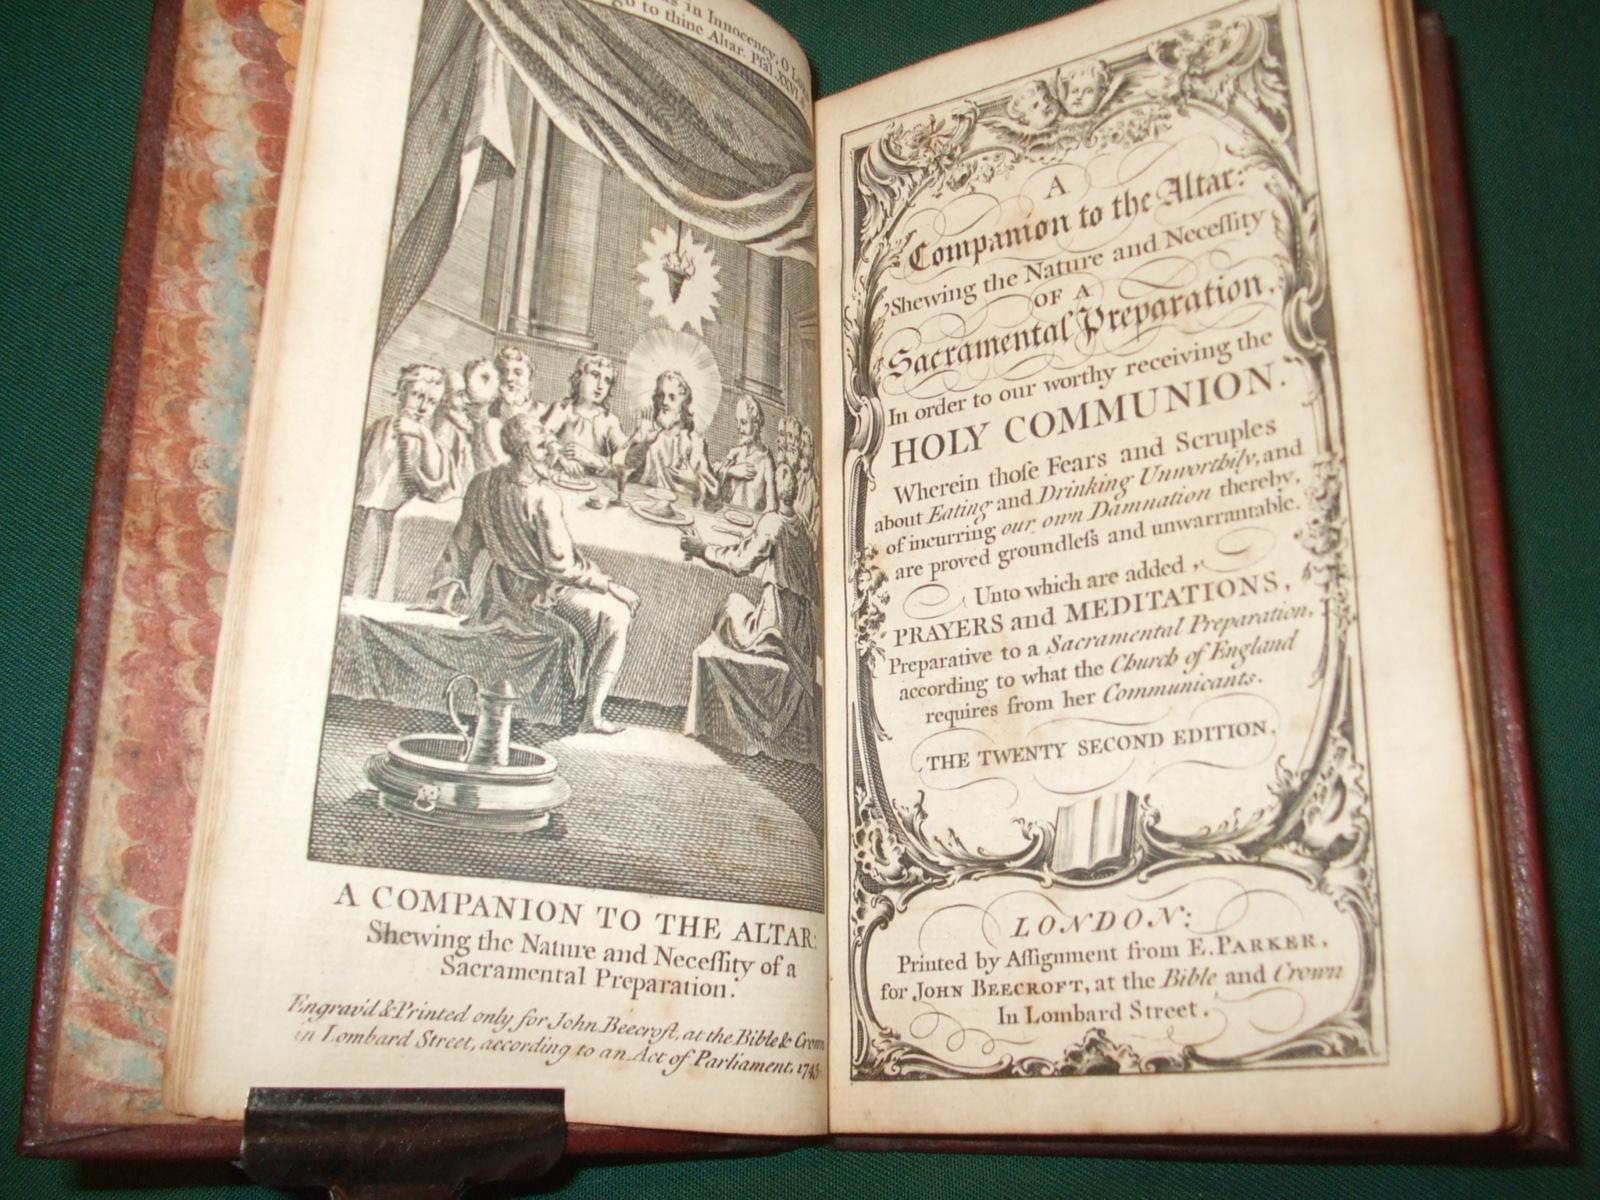 in Innocency, O Lo
go to thine Altar. Psal. XXVI.
A COMPANION TO THE ALTAR:
Shewing the Nature and Neceſſity of a
Sacramental Preparation.
Engrav'd & Printed only for John Beecroft, at the Bible & Crown
in Lombard Street, according to an Act of Parliament, 1745.
A
Companion to the Altar:
Shewing the Nature and Neceſſity
OF A
Sacramental Preparation,
In order to our worthy receiving the
HOLY COMMUNION.
Wherein thoſe Fears and Scruples
about Eating and Drinking Unworthily, and
of incurring our own Damnation thereby,
are proved groundleſs and unwarrantable.
Unto which are added,
PRAYERS and MEDITATIONS,
Preparative to a Sacramental Preparation,
according to what the Church of England
requires from her Communicants.
THE TWENTY SECOND EDITION.
LONDON:
Printed by Aſſignment from E. PARKER,
for JOHN BEECROFT, at the Bible and Crown
In Lombard Street.